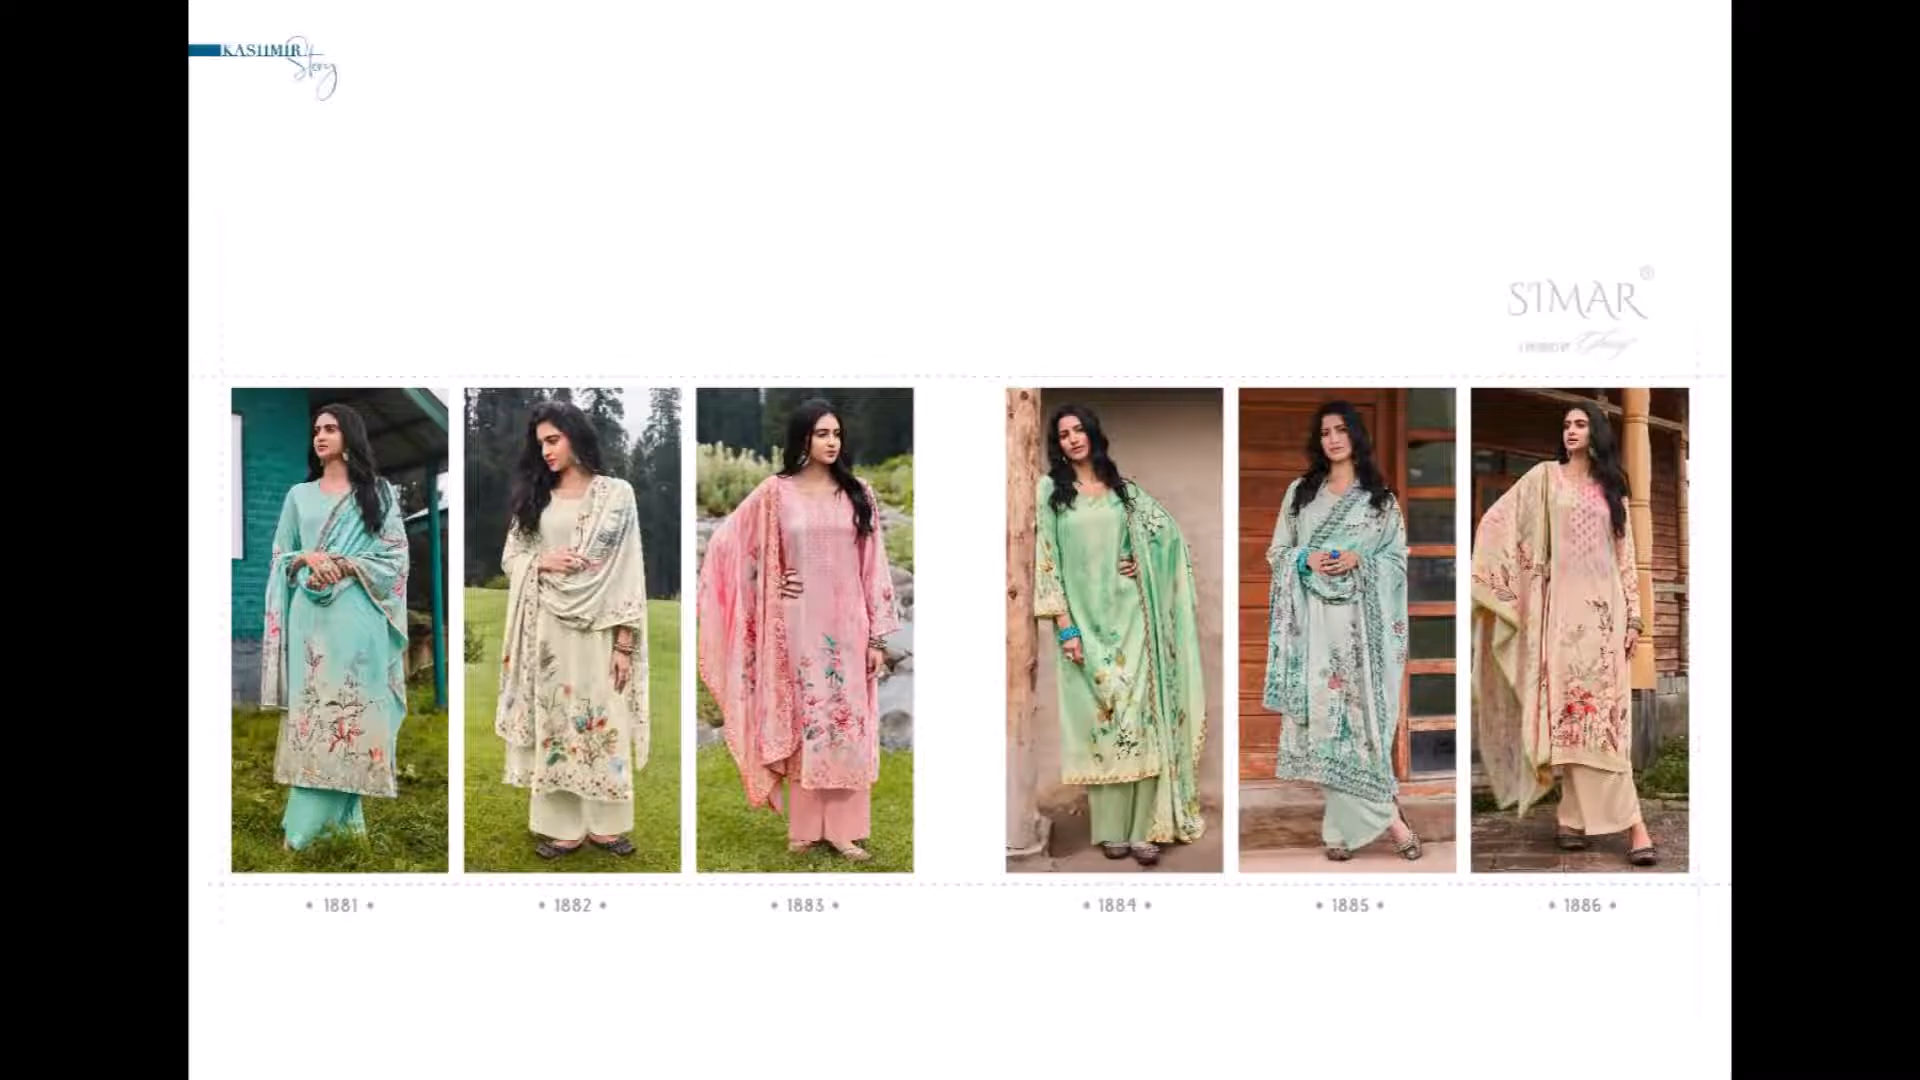 KASHMIR
Story
SIMAR
• 1881 •
• 1882 •
• 1883 •
• 1884 •
• 1885 •
• 1886 •